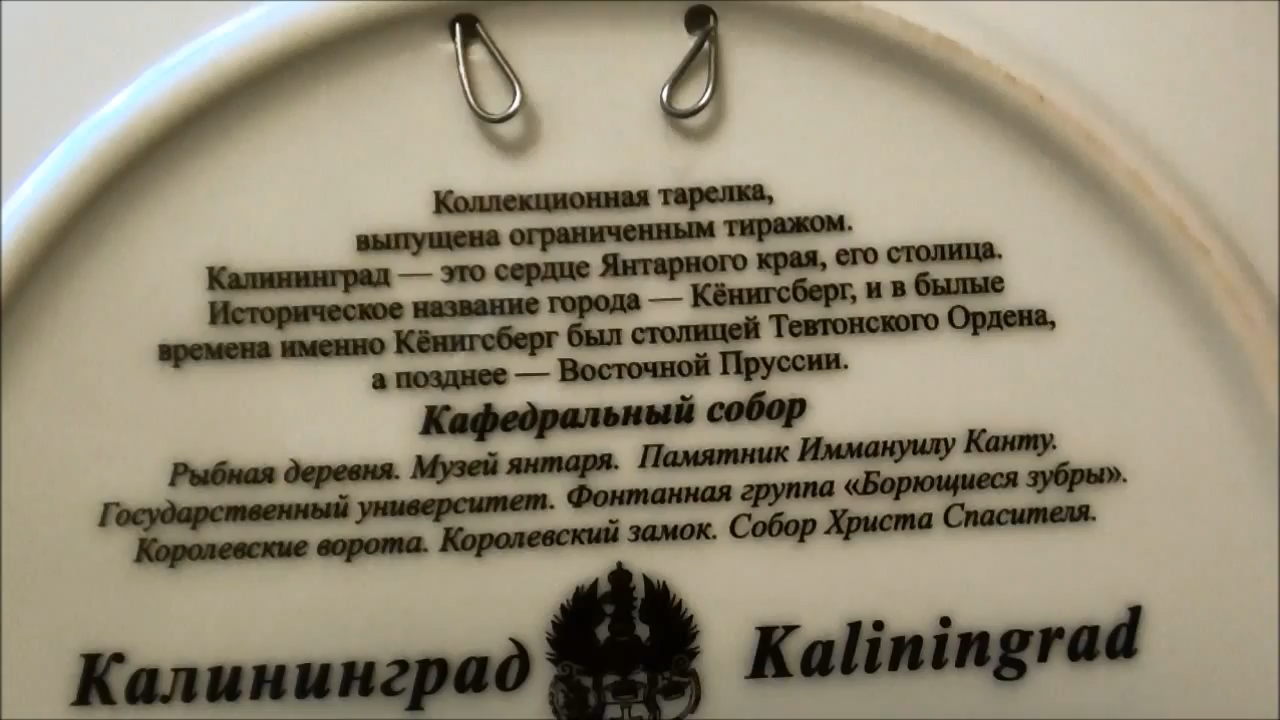 Коллекционная тарелка,
выпущена ограниченным тиражом.
Калининград — это сердце Янтарного края, его столица.
Историческое название города — Кёнигсберг, и в былые
времена именно Кёнигсберг был столицей Тевтонского Ордена,
а позднее — Восточной Пруссии.
Кафедральный собор
Рыбная деревня. Музей янтаря. Памятник Иммануилу Канту.
Государственный университет. Фонтанная группа «Борющиеся зубры».
Королевские ворота. Королевский замок. Собор Христа Спасителя.
Калининград Kaliningrad